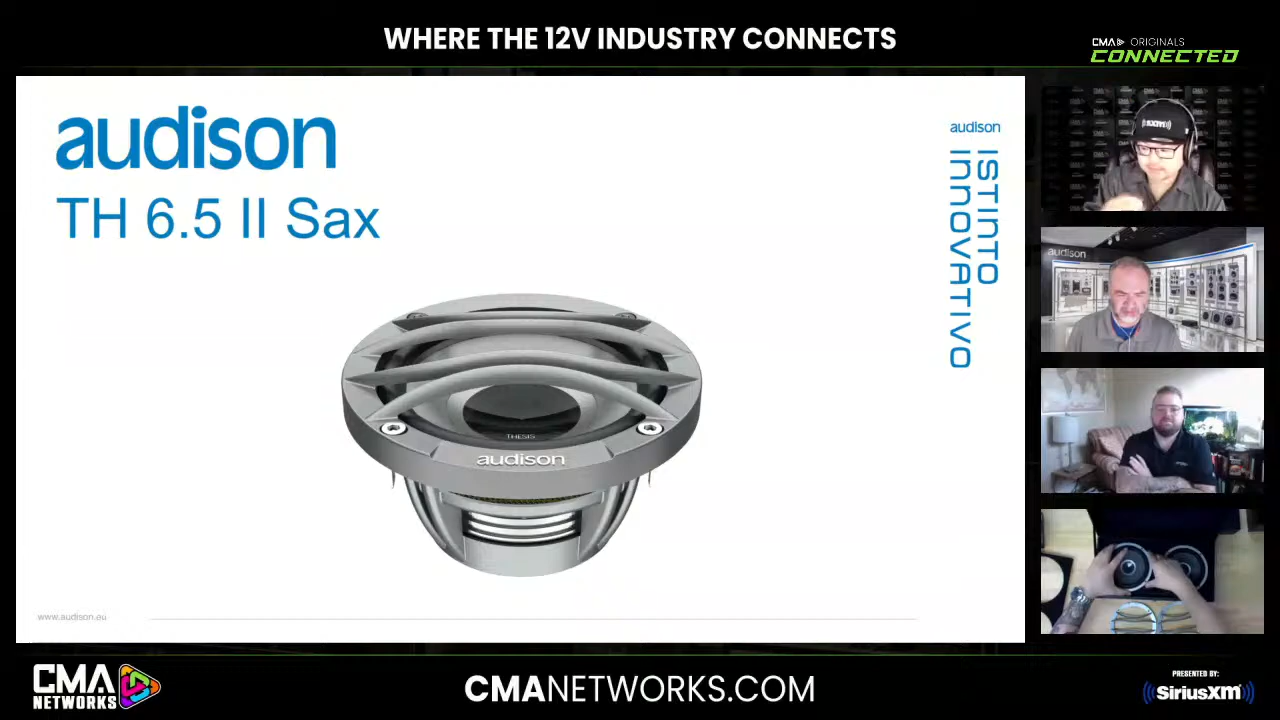 WHERE THE 12V INDUSTRY CONNECTS
CMA ORIGINALS
CONNECTED
audison
TH 6.5 II Sax
audison
ISTINTO
INNOVATIVO
THESIS
audison
www.audison.eu
SXM
audison
CMA
NETWORKS
CMANETWORKS.COM
PRESENTED BY:
SiriusXM